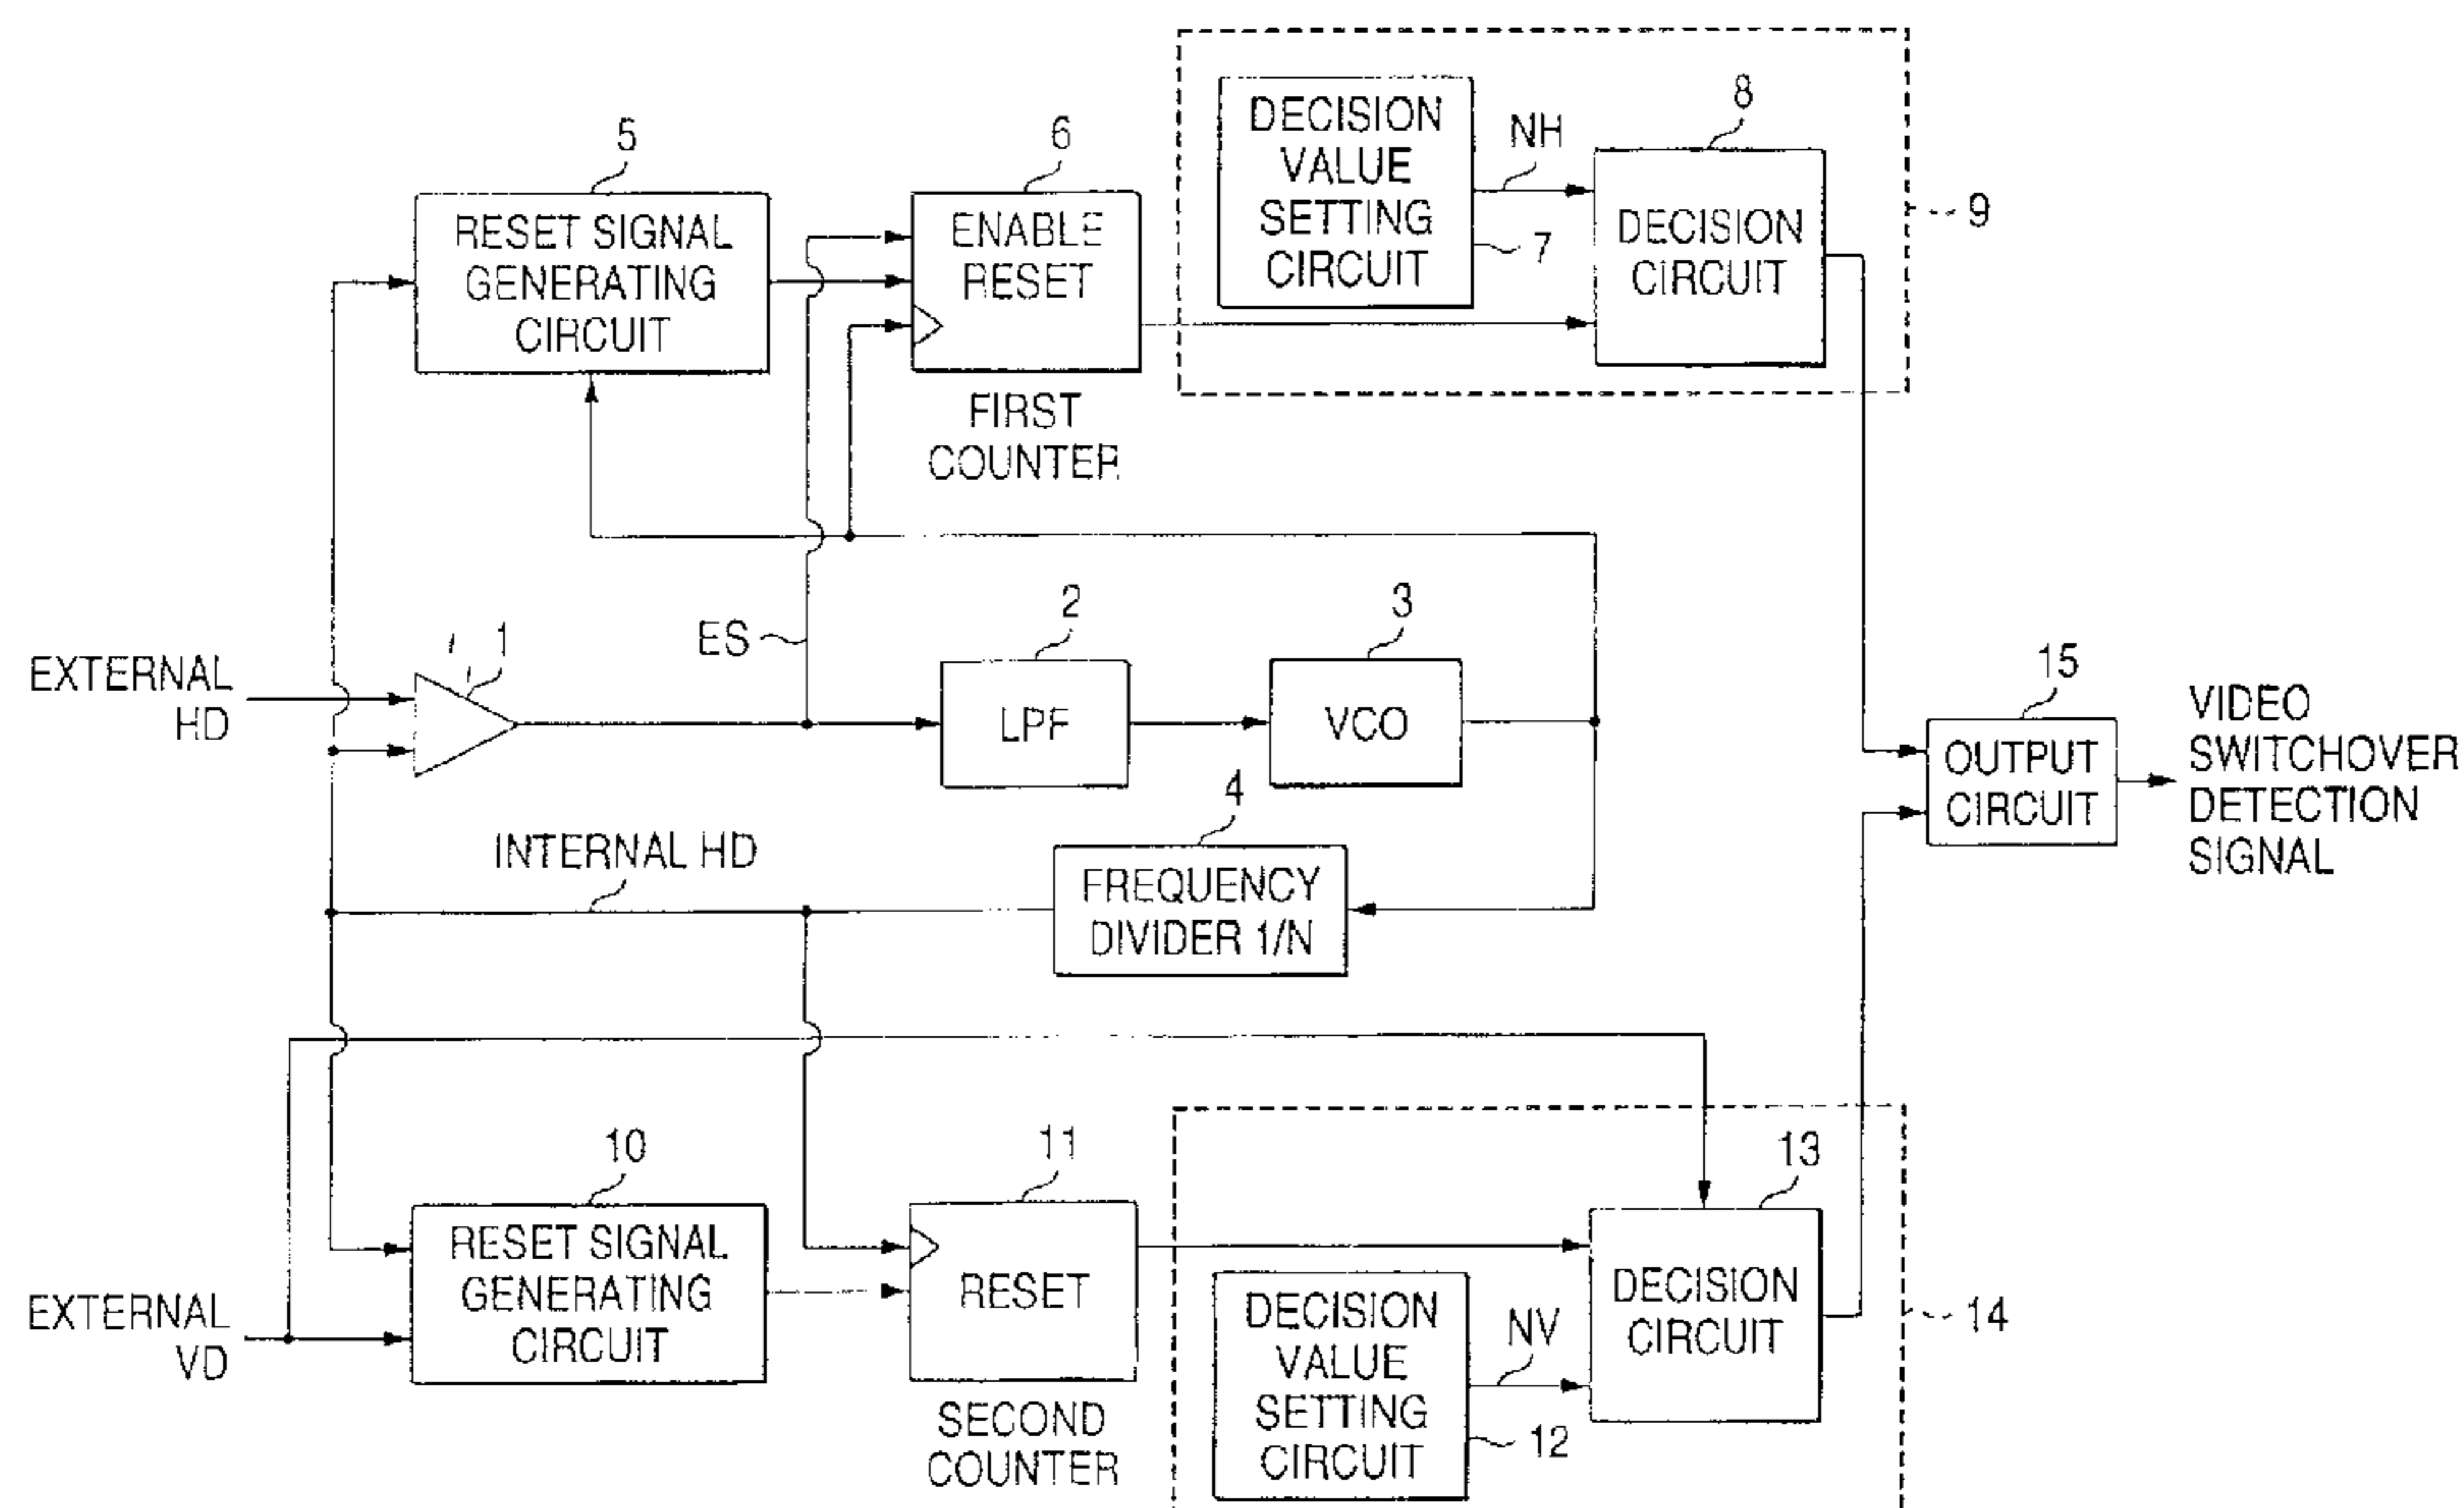 5
RESET SIGNAL
GENERATING
CIRCUIT
6
ENABLE
RESET
FIRST
COUNTER
DECISION
VALUE
SETTING
CIRCUIT
7
NH
8
DECISION
CIRCUIT
9
EXTERNAL
HD
1
ES
2
LPF
3
VCO
4
FREQUENCY
DIVIDER 1/N
INTERNAL HD
15
OUTPUT
CIRCUIT
VIDEO
SWITCHOVER
DETECTION
SIGNAL
EXTERNAL
VD
10
RESET SIGNAL
GENERATING
CIRCUIT
11
RESET
SECOND
COUNTER
DECISION
VALUE
SETTING
CIRCUIT
12
NV
13
DECISION
CIRCUIT
14